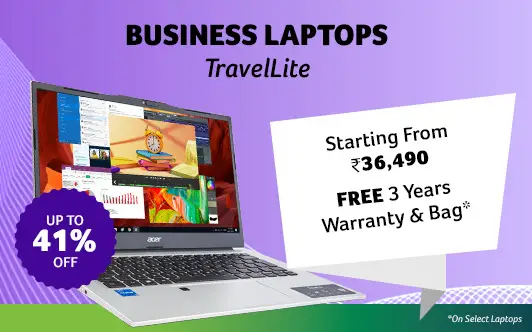 BUSINESS LAPTOPS
TravelLite
Starting From
₹36,490
FREE 3 Years
Warranty & Bag*
UP TO
41%
OFF
acer
*On Select Laptops